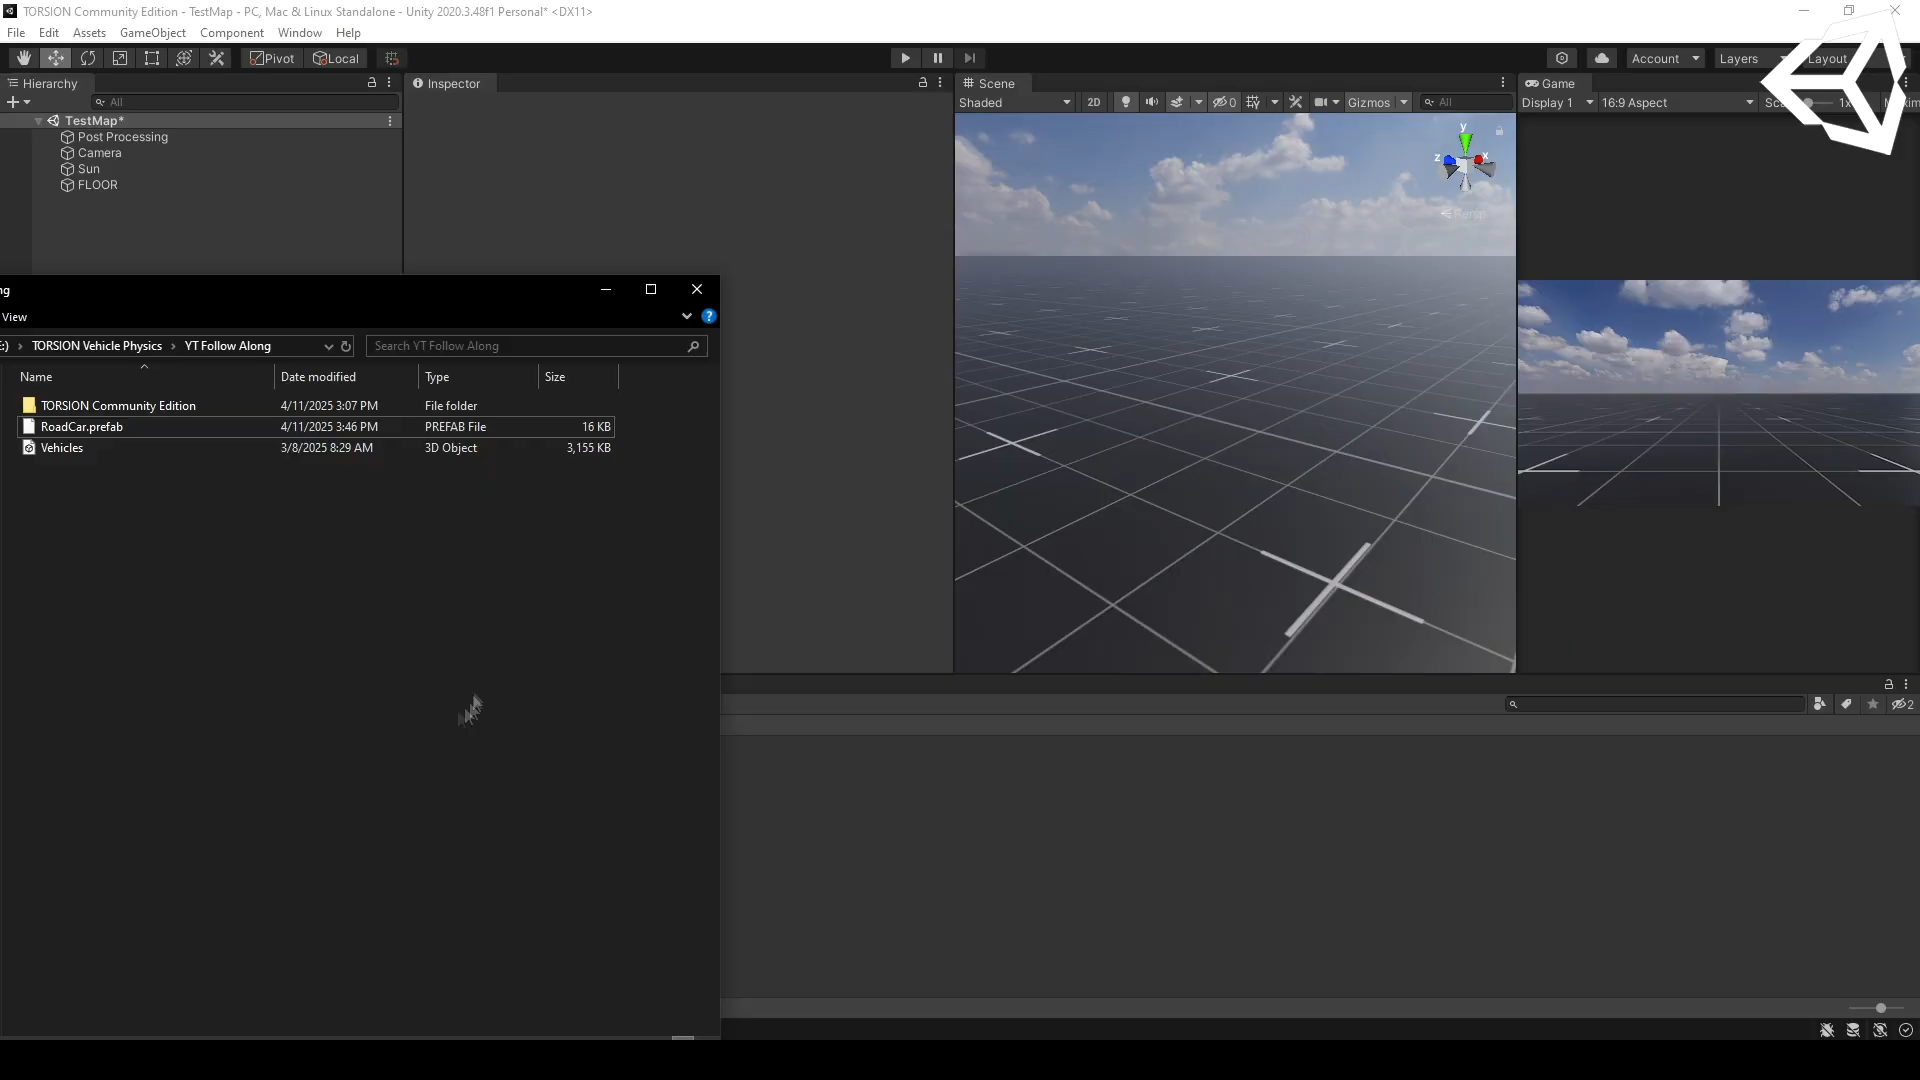 TORSION Community Edition - TestMap - PC, Mac & Linux Standalone - Unity 2020.3.48f1 Personal* <DX11>
File Edit Assets GameObject Component Window Help
Pivot Local Account Layers Layout
Hierarchy Inspector Scene Game
All
Shaded 2D 0 Gizmos All Display 1 16:9 Aspect 1x
TestMap*
Post Processing
Camera
Sun
FLOOR
y
z x
Persp
View
TORSION Vehicle Physics YT Follow Along Search YT Follow Along
Name Date modified Type Size
TORSION Community Edition 4/11/2025 3:07 PM File folder
RoadCar.prefab 4/11/2025 3:46 PM PREFAB File 16 KB
Vehicles 3/8/2025 8:29 AM 3D Object 3,155 KB
2